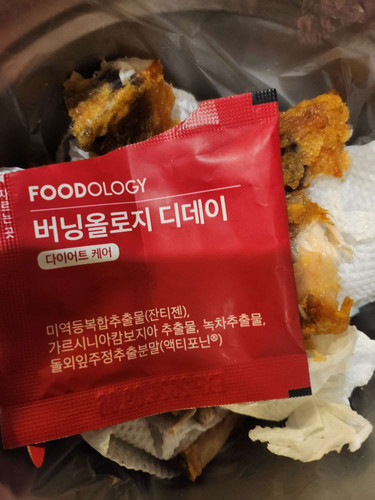 FOODOLOGY
버닝올로지 디데이
다이어트 케어
미역등복합추출물(잔티젠),
가르시니아캄보지아 추출물, 녹차추출물,
돌외잎주정추출분말(액티포닌®)